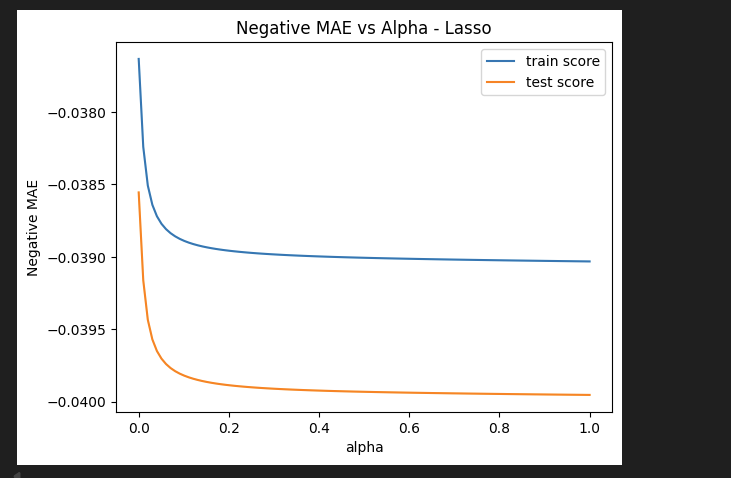 Negative MAE vs Alpha - Lasso
train score
test score
−0.0380
−0.0385
−0.0390
−0.0395
−0.0400
Negative MAE
0.0 0.2 0.4 0.6 0.8 1.0
alpha